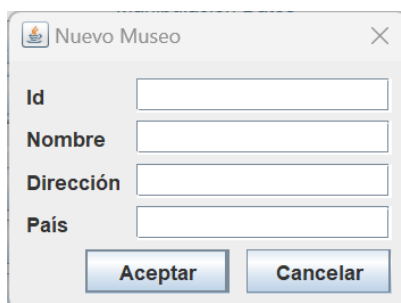 Nuevo Museo
Id
Nombre
Dirección
País
Aceptar Cancelar